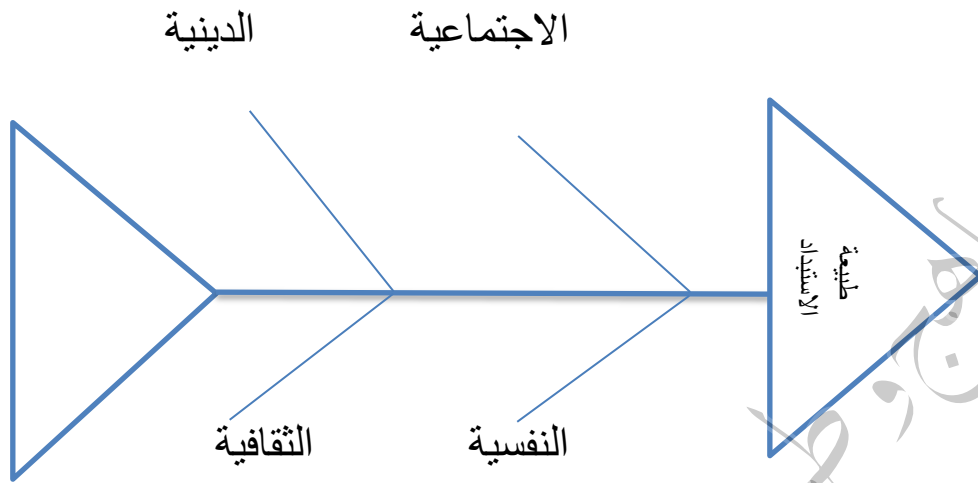 الاجتماعية
الدينية
طبيعة
الاستبداد
النفسية
الثقافية